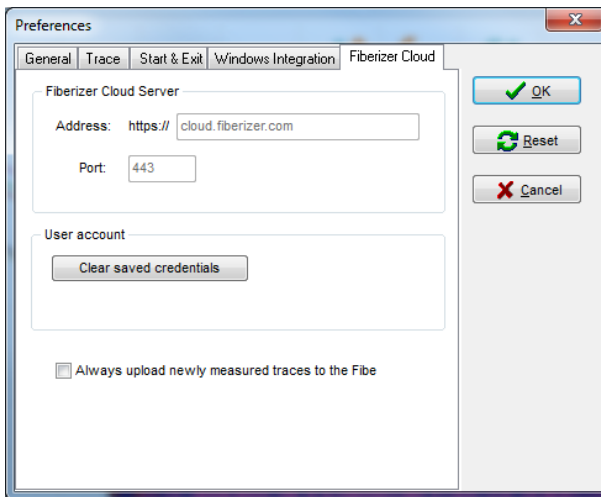 Preferences
General Trace Start & Exit Windows Integration Fiberizer Cloud
Fiberizer Cloud Server
Address: https:// cloud.fiberizer.com
Port: 443
User account
Clear saved credentials
Always upload newly measured traces to the Fibe
OK
Reset
Cancel